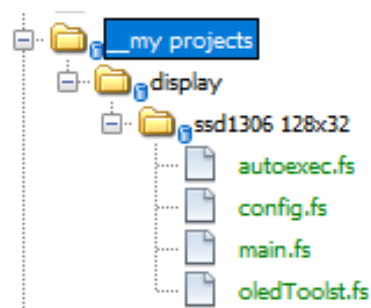 __my projects
display
ssd1306 128x32
autoexec.fs
config.fs
main.fs
oledToolst.fs